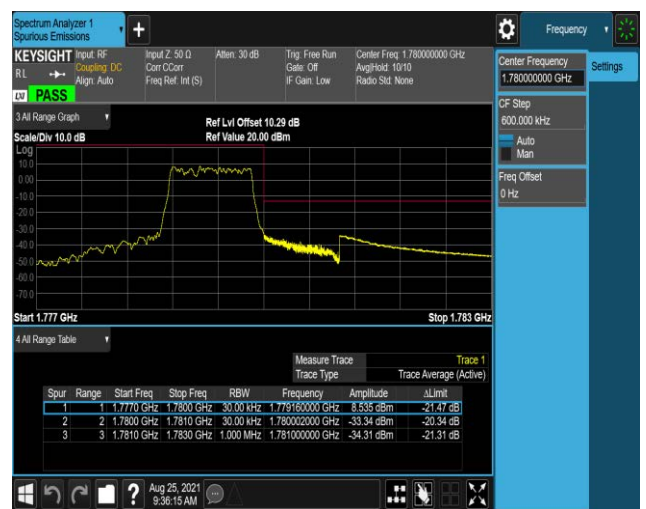 Spectrum Analyzer 1
Spurious Emissions
+
Frequency
KEYSIGHT Input: RF Input Z: 50 Ω Atten: 30 dB Trig: Free Run Center Freq: 1.780000000 GHz
RL Coupling: DC Corr CCorr Gate: Off Avg|Hold: 10/10
Align: Auto Freq Ref: Int (S) IF Gain: Low Radio Std: None
LXI PASS
Center Frequency
1.780000000 GHz
Settings
CF Step
600.000 kHz
Auto
Man
Freq Offset
0 Hz
3 All Range Graph
Ref Lvl Offset 10.29 dB
Scale/Div 10.0 dB Ref Value 20.00 dBm
Log
10.0
0.00
-10.0
-20.0
-30.0
-40.0
-50.0
-60.0
-70.0
Start 1.777 GHz Stop 1.783 GHz
4 All Range Table
Measure Trace Trace 1
Trace Type Trace Average (Active)
Spur Range Start Freq Stop Freq RBW Frequency Amplitude ΔLimit
1 1 1.7770 GHz 1.7800 GHz 30.00 kHz 1.779160000 GHz 8.535 dBm -21.47 dB
2 2 1.7800 GHz 1.7810 GHz 30.00 kHz 1.780002000 GHz -33.34 dBm -20.34 dB
3 3 1.7810 GHz 1.7830 GHz 1.000 MHz 1.781000000 GHz -34.31 dBm -21.31 dB
? Aug 25, 2021
9:36:15 AM